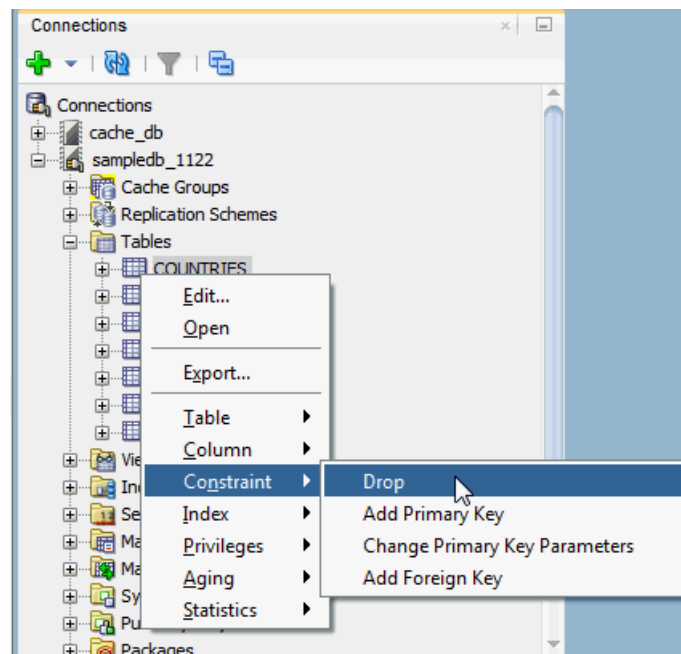 Connections
Connections
cache_db
sampledb_1122
Cache Groups
Replication Schemes
Tables
COUNTRIES
Edit...
Open
Export...
Table
Column
Constraint
Drop
Index
Add Primary Key
Privileges
Change Primary Key Parameters
Aging
Add Foreign Key
Statistics
Packages